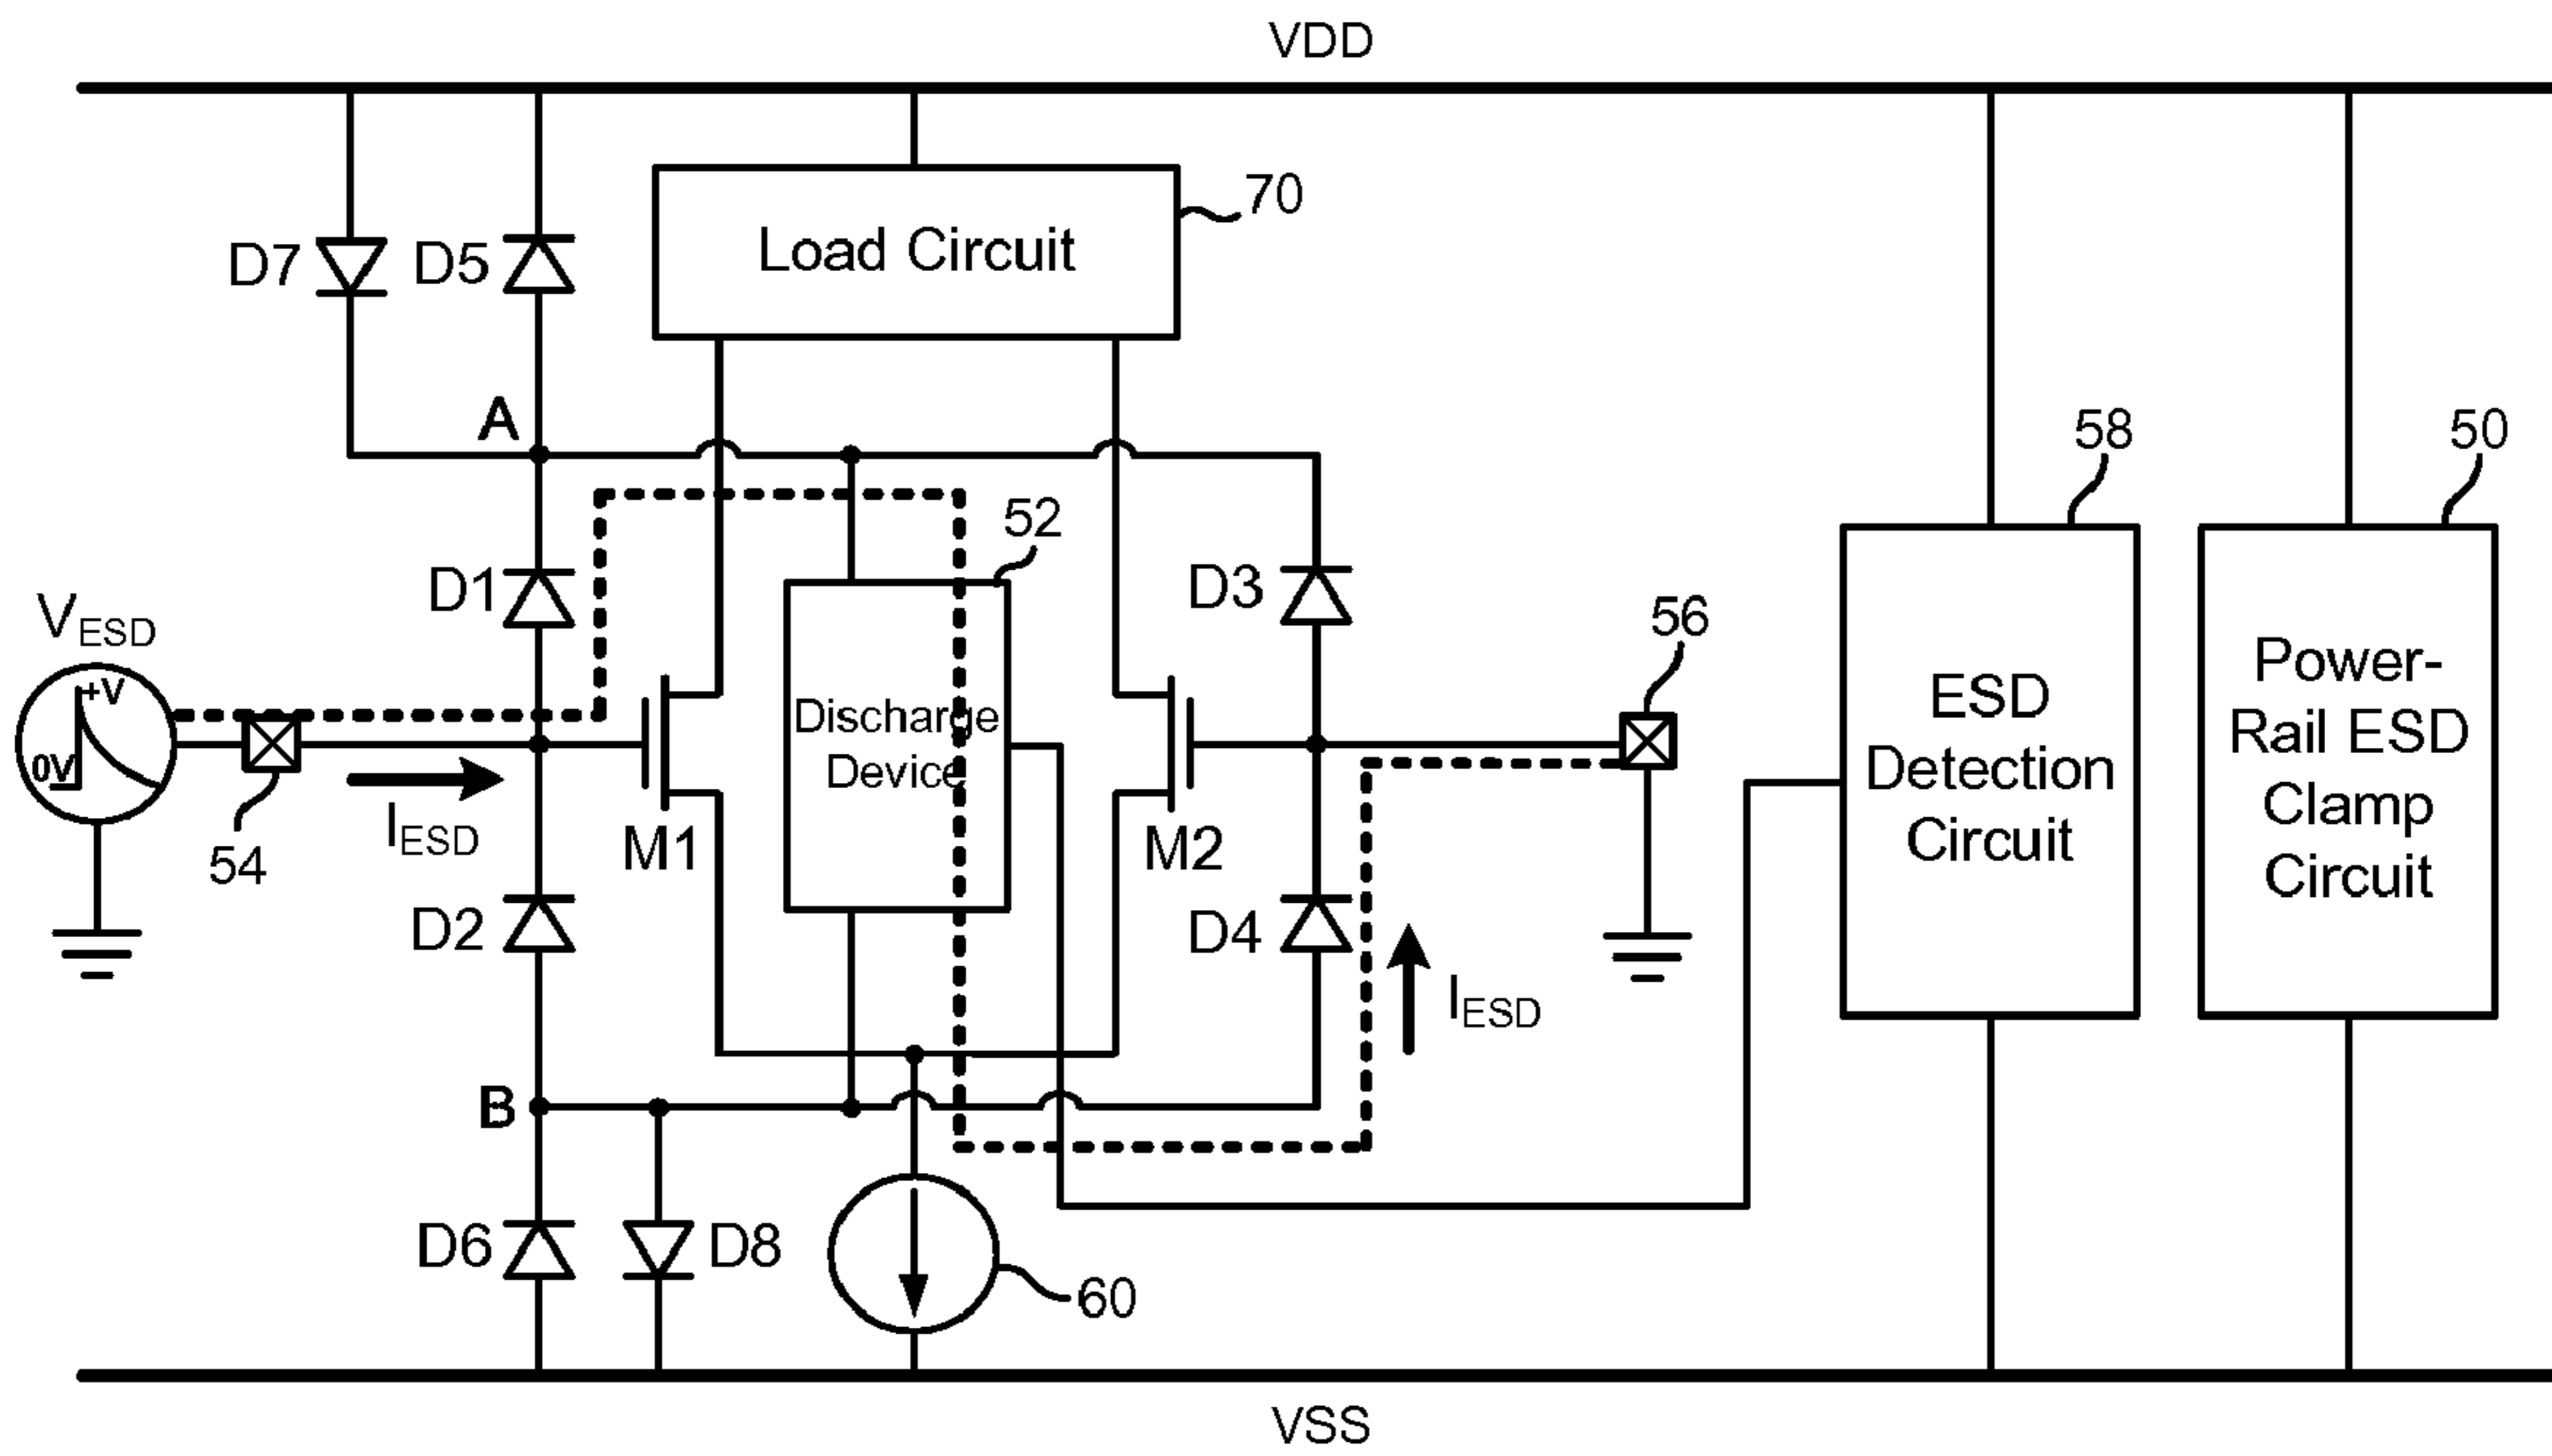 VDD
70
Load Circuit
D7
D5
A
58
50
52
D1
D3
56
VESD
+V
0V
Discharge
Device
ESD
Detection
Circuit
Power-
Rail ESD
Clamp
Circuit
IESD
54
M1
M2
D2
D4
IESD
B
D6
D8
60
VSS